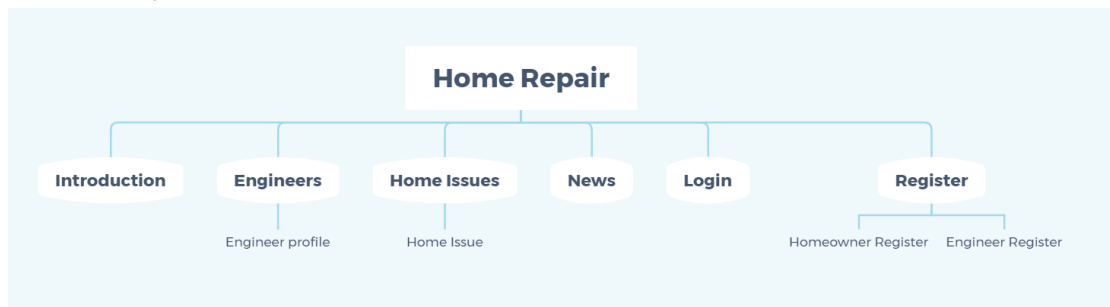 Home Repair
Introduction
Engineers
Home Issues
News
Login
Register
Engineer profile
Home Issue
Homeowner Register
Engineer Register